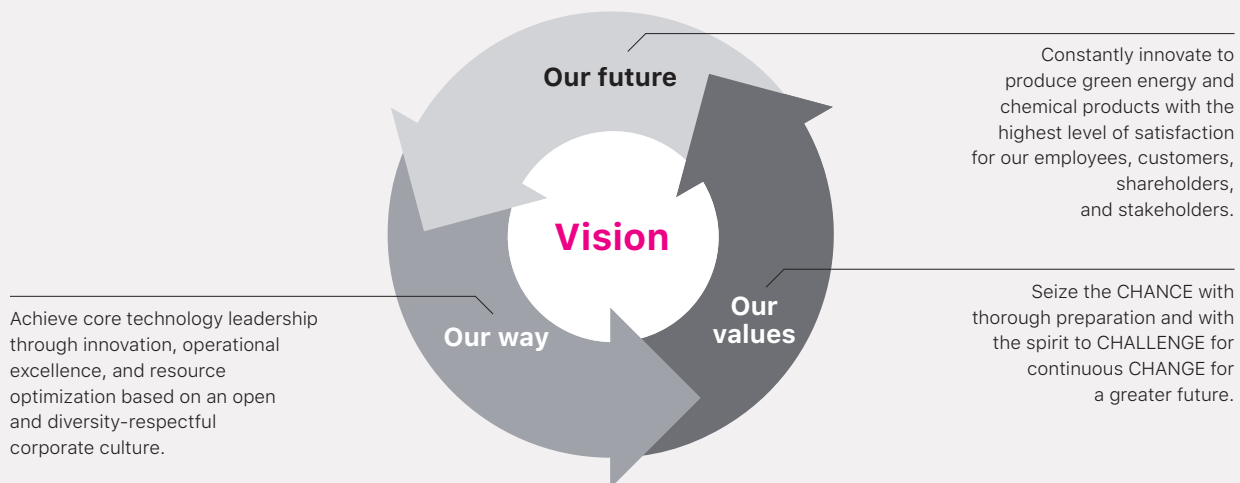 Our future
Constantly innovate to
produce green energy and
chemical products with the
highest level of satisfaction
for our employees, customers,
shareholders,
and stakeholders.
Vision
Our
values
Seize the CHANCE with
thorough preparation and with
the spirit to CHALLENGE for
continuous CHANGE for
a greater future.
Our way
Achieve core technology leadership
through innovation, operational
excellence, and resource
optimization based on an open
and diversity-respectful
corporate culture.